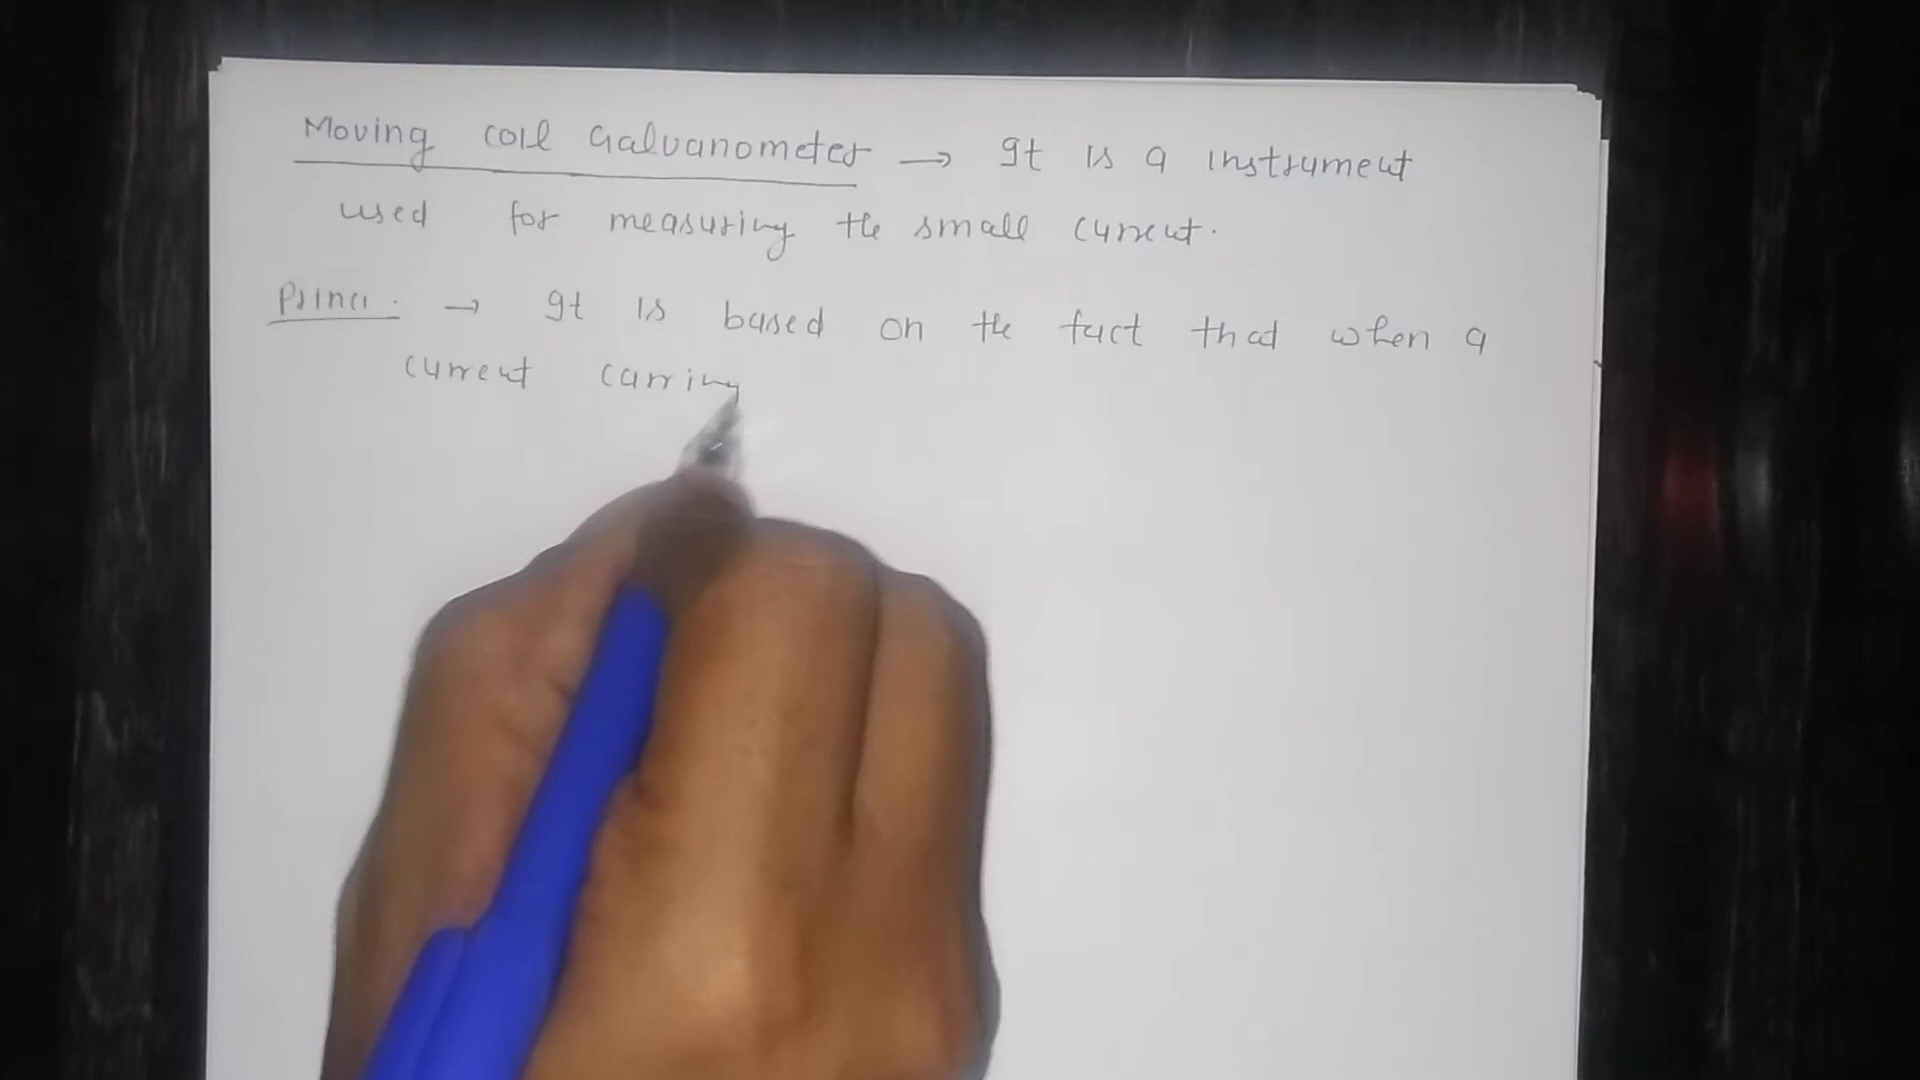 Moving coil Galvanometer → It is a instrument
used for measuring the small current.
Princi. → It is based on the fact that when a
current carring